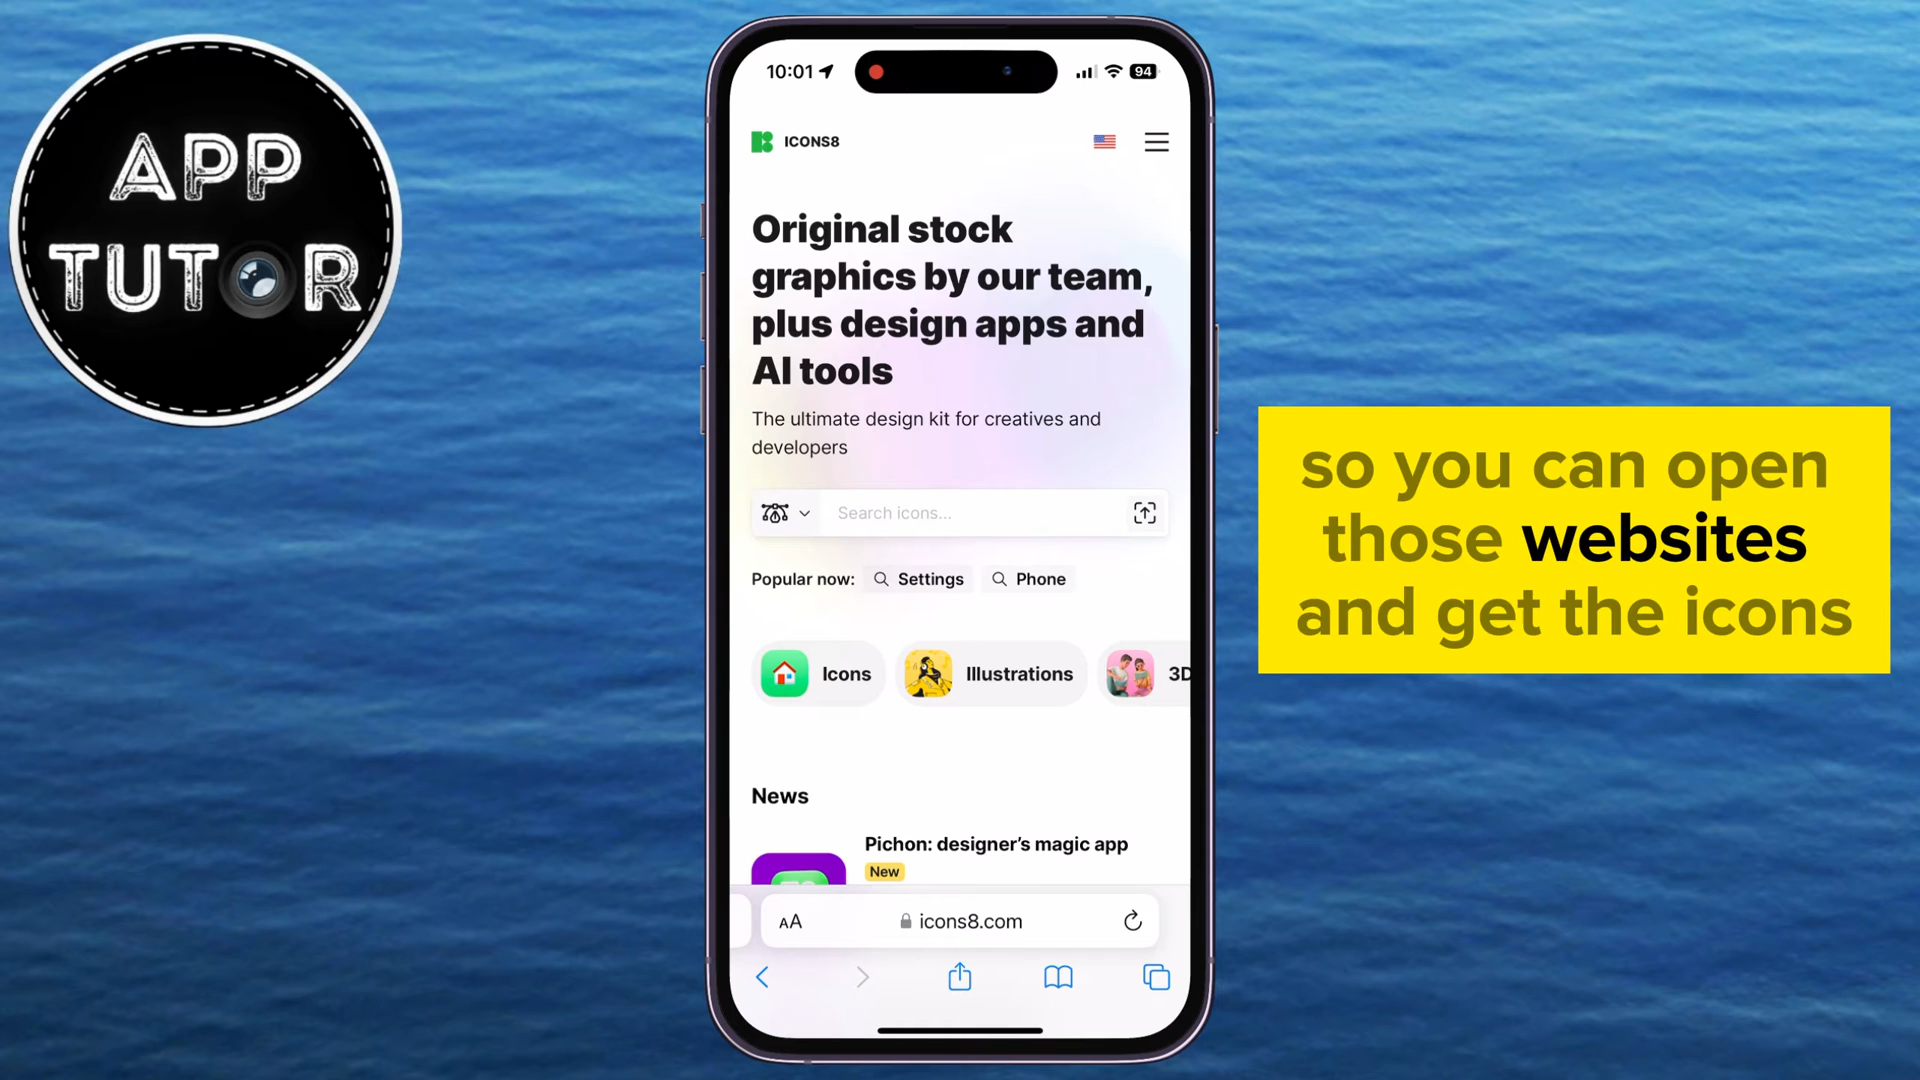 APP
TUTOR
10:01
94
ICONS8
Original stock
graphics by our team,
plus design apps and
AI tools
The ultimate design kit for creatives and
developers
Search icons...
Popular now: Settings Phone
Icons Illustrations 3D
News
Pichon: designer's magic app
New
AA icons8.com
so you can open
those websites
and get the icons